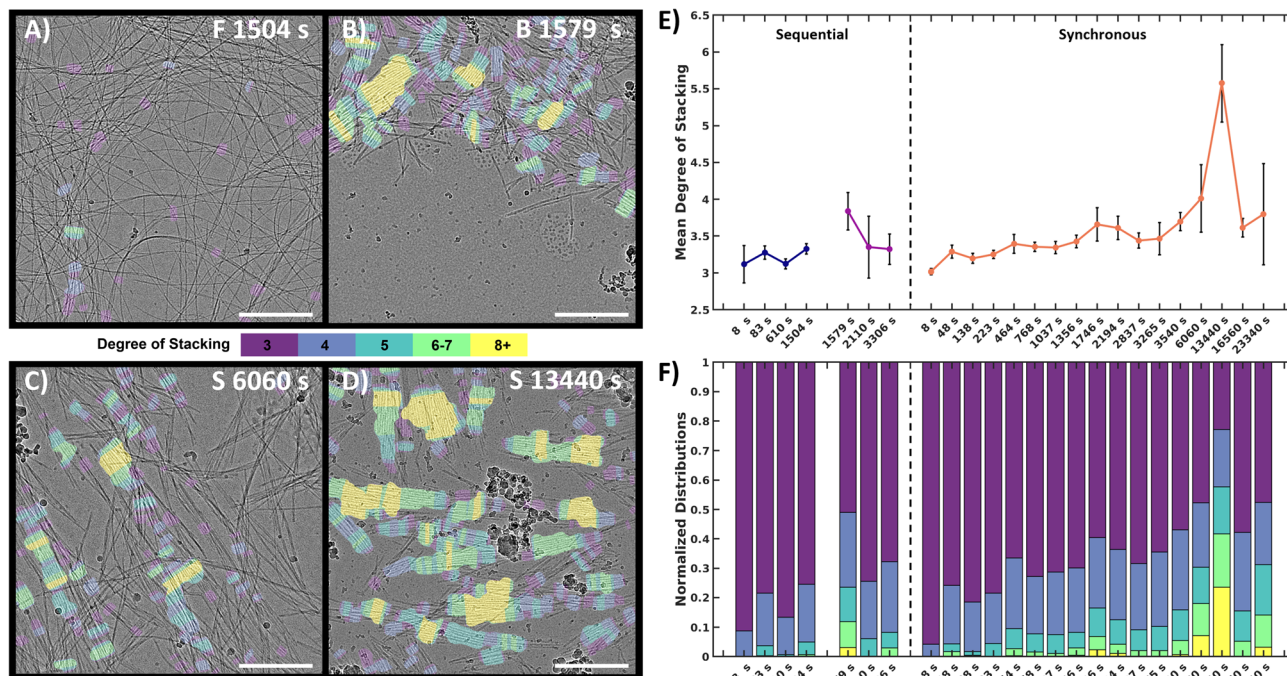 A)
F 1504 s
B)
B 1579 s
Degree of Stacking
3
4
5
6-7
8+
C)
S 6060 s
D)
S 13440 s
E)
Mean Degree of Stacking
6.5
6
5.5
5
4.5
4
3.5
3
2.5
Sequential
Synchronous
8 s
83 s
610 s
1504 s
1579 s
2110 s
3306 s
8 s
48 s
138 s
223 s
464 s
768 s
1037 s
1356 s
1746 s
2194 s
2837 s
3265 s
3540 s
6060 s
13440 s
16560 s
23340 s
F)
Normalized Distributions
1
0.9
0.8
0.7
0.6
0.5
0.4
0.3
0.2
0.1
0